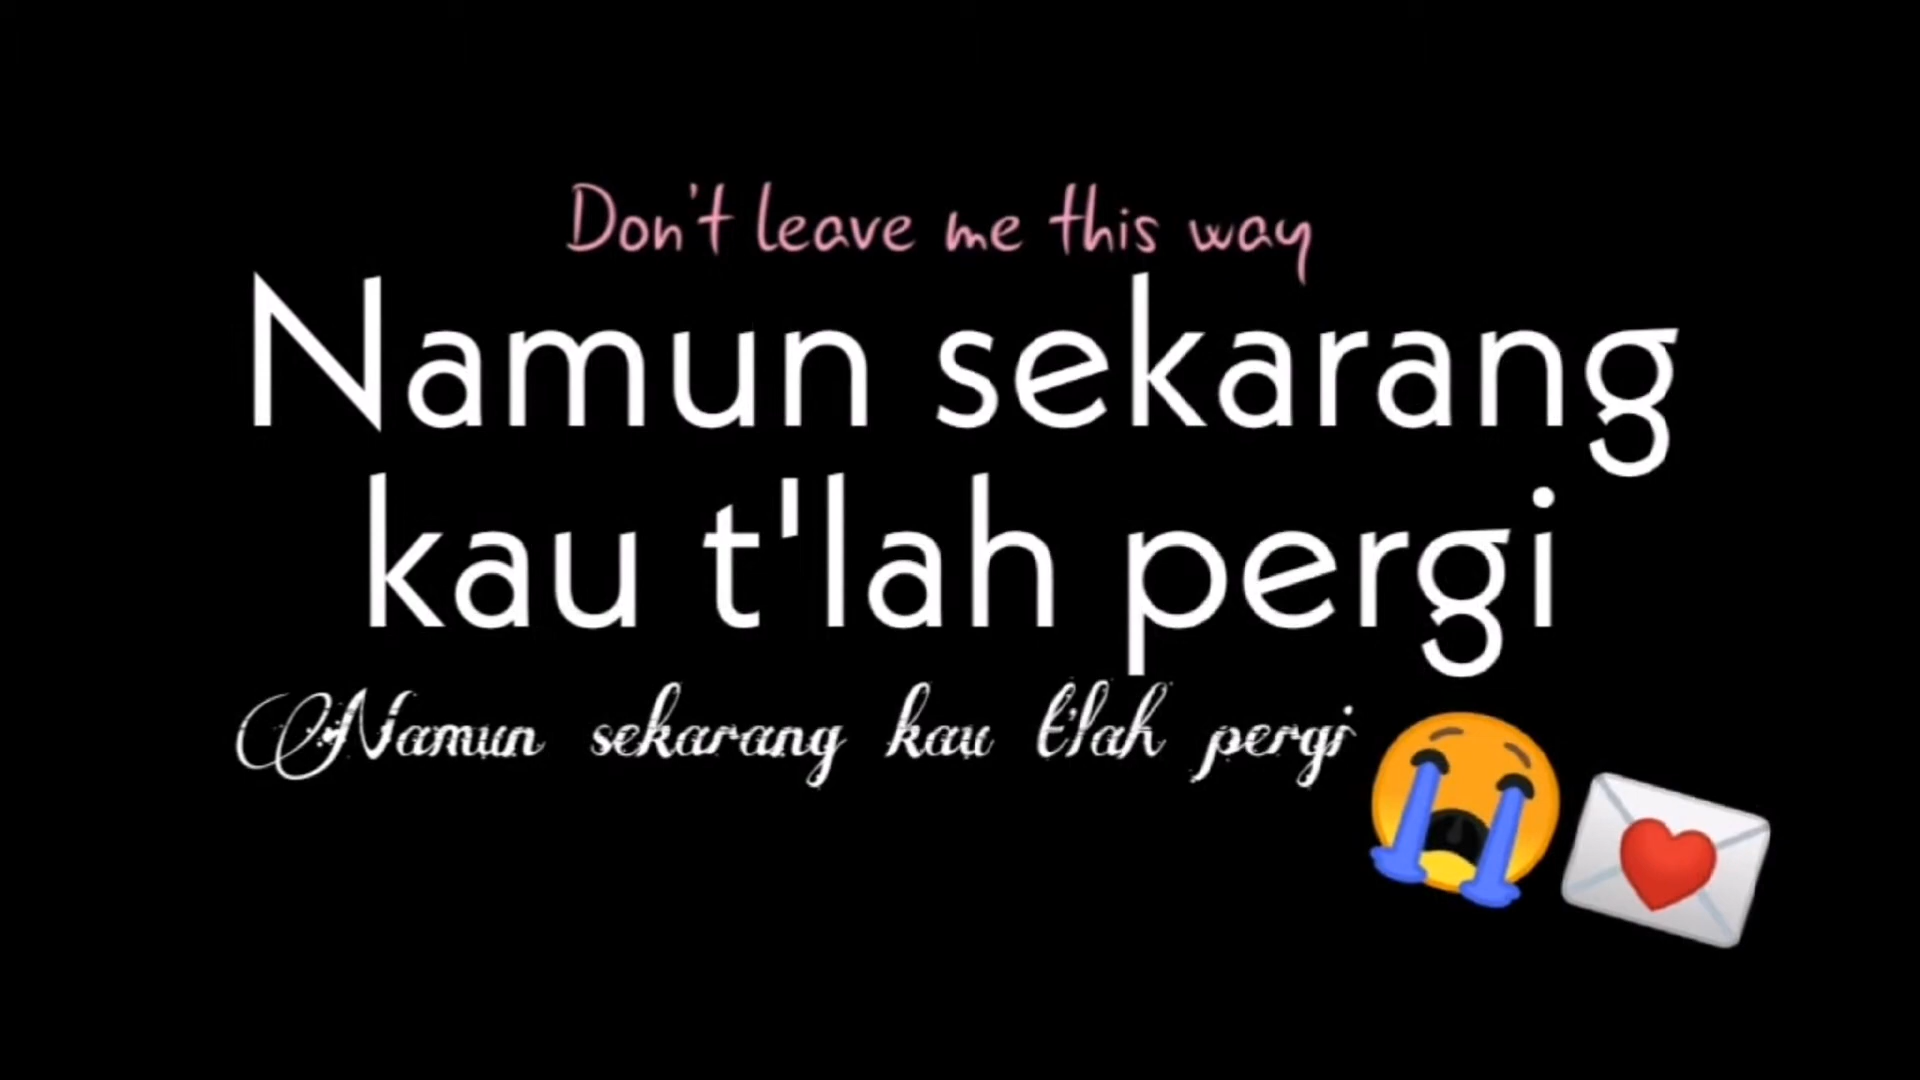 Don't leave me this way
Namun sekarang
kau t'lah pergi
Namun sekarang kau t'lah pergi